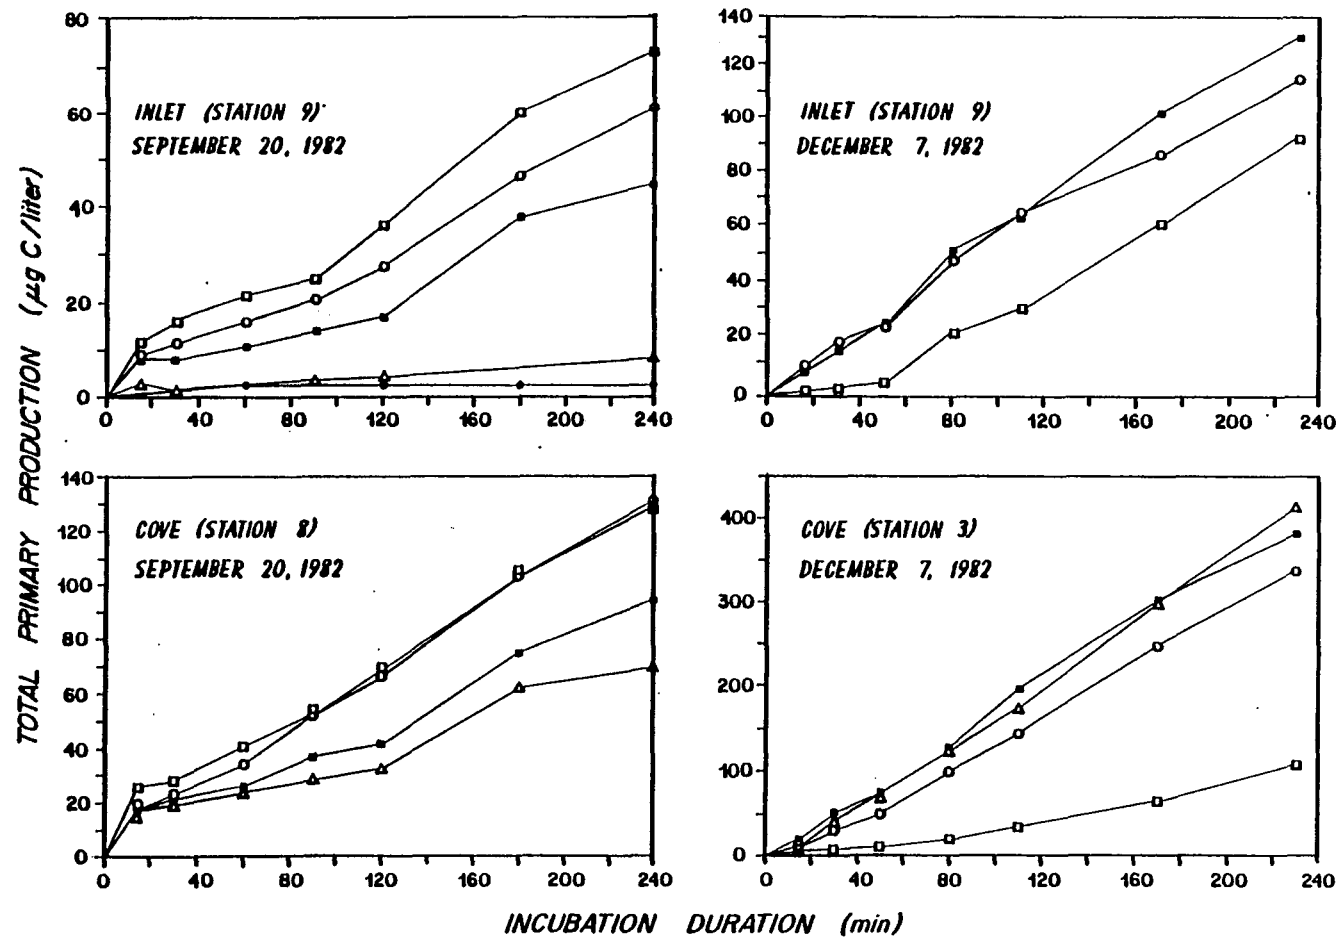 TOTAL PRIMARY PRODUCTION (µg C/liter)
80
60
40
20
0
INLET (STATION 9)
SEPTEMBER 20, 1982
0 40 80 120 160 200 240
140
120
100
80
60
40
20
0
INLET (STATION 9)
DECEMBER 7, 1982
0 40 80 120 160 200 240
140
120
100
80
60
40
20
0
COVE (STATION 8)
SEPTEMBER 20, 1982
0 40 80 120 160 200 240
400
300
200
100
0
COVE (STATION 3)
DECEMBER 7, 1982
0 40 80 120 160 200 240
INCUBATION DURATION (min)